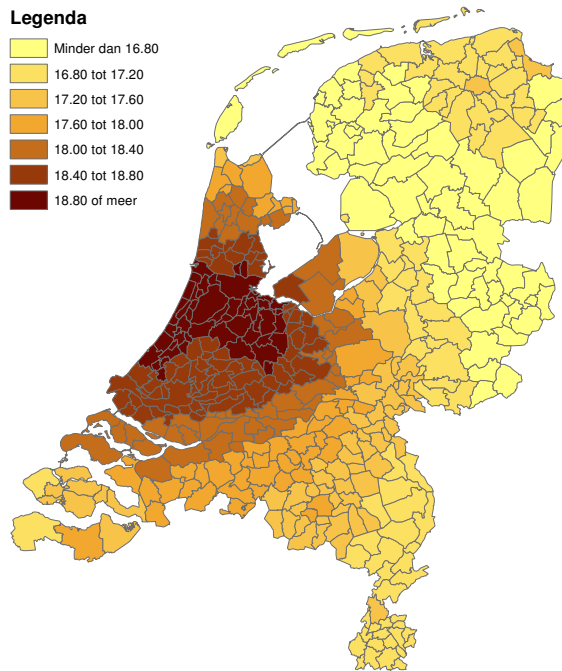 Legenda
Minder dan 16.80
16.80 tot 17.20
17.20 tot 17.60
17.60 tot 18.00
18.00 tot 18.40
18.40 tot 18.80
18.80 of meer